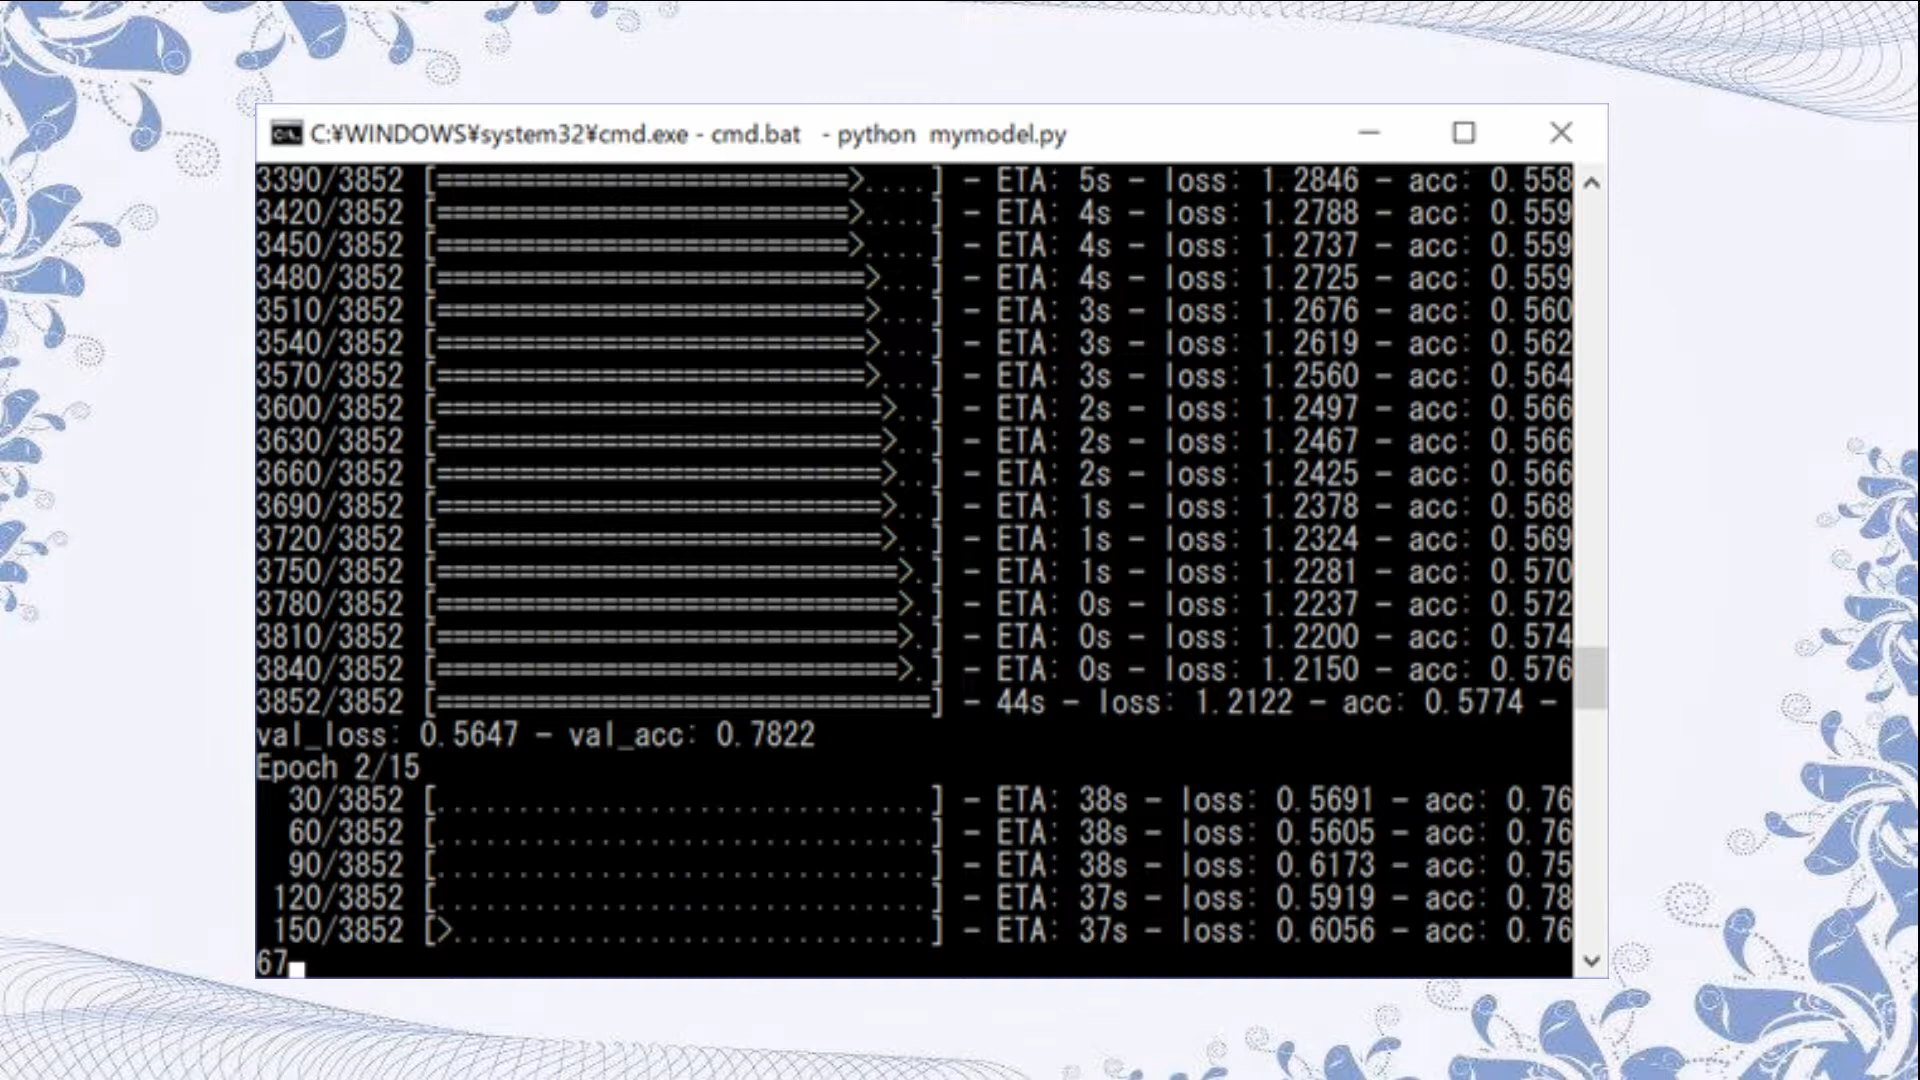 C:¥WINDOWS¥system32¥cmd.exe - cmd.bat - python mymodel.py
3390/3852 [=========================>....] - ETA: 5s - loss: 1.2846 - acc: 0.558
3420/3852 [=========================>....] - ETA: 4s - loss: 1.2788 - acc: 0.559
3450/3852 [=========================>....] - ETA: 4s - loss: 1.2737 - acc: 0.559
3480/3852 [==========================>...] - ETA: 4s - loss: 1.2725 - acc: 0.559
3510/3852 [==========================>...] - ETA: 3s - loss: 1.2676 - acc: 0.560
3540/3852 [==========================>...] - ETA: 3s - loss: 1.2619 - acc: 0.562
3570/3852 [==========================>...] - ETA: 3s - loss: 1.2560 - acc: 0.564
3600/3852 [===========================>..] - ETA: 2s - loss: 1.2497 - acc: 0.566
3630/3852 [===========================>..] - ETA: 2s - loss: 1.2467 - acc: 0.566
3660/3852 [===========================>..] - ETA: 2s - loss: 1.2425 - acc: 0.566
3690/3852 [===========================>..] - ETA: 1s - loss: 1.2378 - acc: 0.568
3720/3852 [===========================>..] - ETA: 1s - loss: 1.2324 - acc: 0.569
3750/3852 [============================>.] - ETA: 1s - loss: 1.2281 - acc: 0.570
3780/3852 [============================>.] - ETA: 0s - loss: 1.2237 - acc: 0.572
3810/3852 [============================>.] - ETA: 0s - loss: 1.2200 - acc: 0.574
3840/3852 [============================>.] - ETA: 0s - loss: 1.2150 - acc: 0.576
3852/3852 [==============================] - 44s - loss: 1.2122 - acc: 0.5774 -
val_loss: 0.5647 - val_acc: 0.7822
Epoch 2/15
30/3852 [..............................] - ETA: 38s - loss: 0.5691 - acc: 0.76
60/3852 [..............................] - ETA: 38s - loss: 0.5605 - acc: 0.76
90/3852 [..............................] - ETA: 38s - loss: 0.6173 - acc: 0.75
120/3852 [..............................] - ETA: 37s - loss: 0.5919 - acc: 0.78
150/3852 [>.............................] - ETA: 37s - loss: 0.6056 - acc: 0.76
67